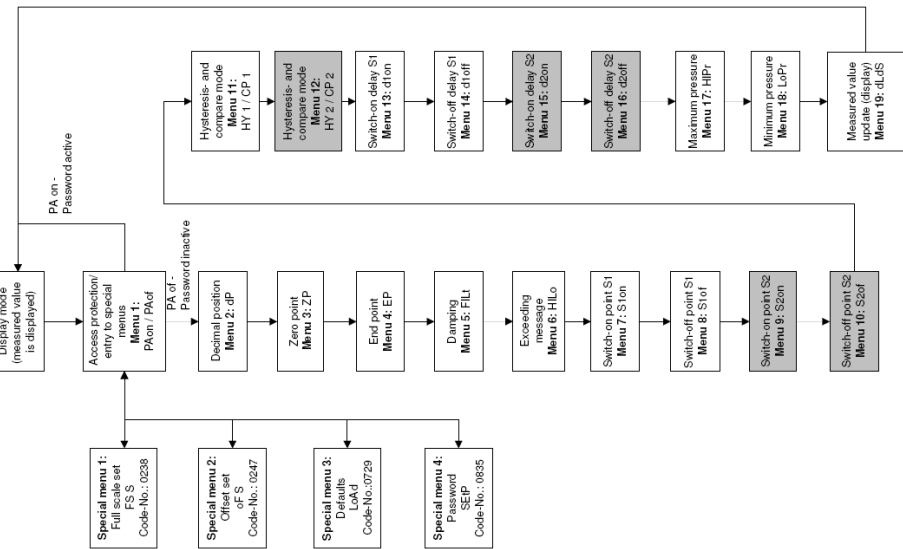 Display mode
(measured value
is displayed)
PA on -
Password active
Access protection/
entry to special
menus
Menu 1:
PAon / PAof
PA of -
Password inactive
Decimal position
Menu 2: dP
Zero point
Menu 3: ZP
End point
Menu 4: EP
Damping
Menu 5: FILt
Exceeding
message
Menu 6: HILo
Switch-on point S1
Menu 7: S1on
Switch-off point S1
Menu 8: S1of
Switch-on point S2
Menu 9: S2on
Switch-off point S2
Menu 10: S2of
Hysteresis- and
compare mode
Menu 11:
HY 1 / CP 1
Hysteresis- and
compare mode
Menu 12:
HY 2 / CP 2
Switch-on delay S1
Menu 13: d1on
Switch-off delay S1
Menu 14: d1off
Switch-on delay S2
Menu 15: d2on
Switch-off delay S2
Menu 16: d2off
Maximum pressure
Menu 17: HIPr
Minimum pressure
Menu 18: LoPr
Measured value
update (display)
Menu 19: dLdS
Special menu 1:
Full scale set
FS S
Code-No.: 0238
Special menu 2:
Offset set
oF S
Code-No.: 0247
Special menu 3:
Defaults
LoAd
Code-No.:0729
Special menu 4:
Password
SEtP
Code-No.: 0835